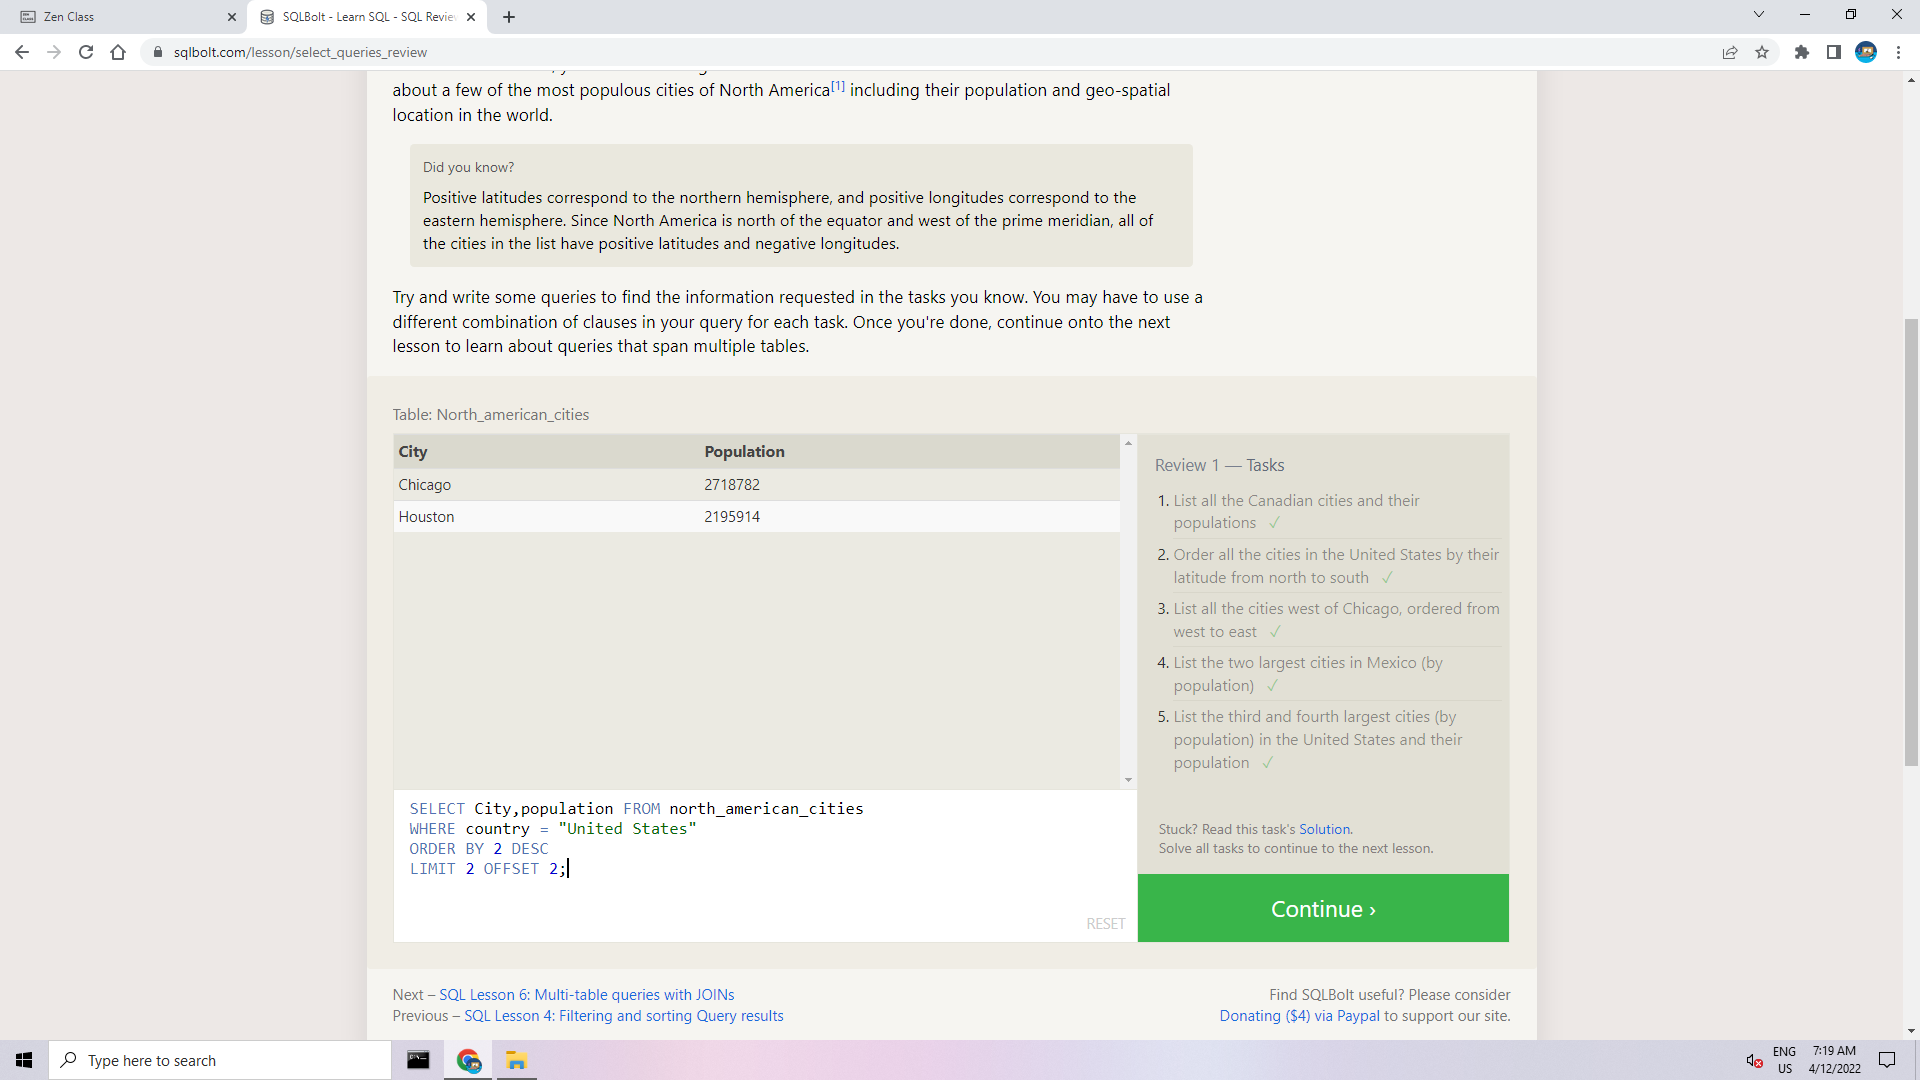 Zen Class
SQLBolt - Learn SQL - SQL Revie
sqlbolt.com/lesson/select_queries_review
about a few of the most populous cities of North America[1] including their population and geo-spatial
location in the world.
Did you know?
Positive latitudes correspond to the northern hemisphere, and positive longitudes correspond to the
eastern hemisphere. Since North America is north of the equator and west of the prime meridian, all of
the cities in the list have positive latitudes and negative longitudes.
Try and write some queries to find the information requested in the tasks you know. You may have to use a
different combination of clauses in your query for each task. Once you're done, continue onto the next
lesson to learn about queries that span multiple tables.
Table: North_american_cities
City Population
Chicago 2718782
Houston 2195914
SELECT City,population FROM north_american_cities
WHERE country = "United States"
ORDER BY 2 DESC
LIMIT 2 OFFSET 2;
RESET
Review 1 — Tasks
1. List all the Canadian cities and their
populations ✓
2. Order all the cities in the United States by their
latitude from north to south ✓
3. List all the cities west of Chicago, ordered from
west to east ✓
4. List the two largest cities in Mexico (by
population) ✓
5. List the third and fourth largest cities (by
population) in the United States and their
population ✓
Stuck? Read this task's Solution.
Solve all tasks to continue to the next lesson.
Continue ›
Next – SQL Lesson 6: Multi-table queries with JOINs
Previous – SQL Lesson 4: Filtering and sorting Query results
Find SQLBolt useful? Please consider
Donating ($4) via Paypal to support our site.
Type here to search
ENG
US
7:19 AM
4/12/2022